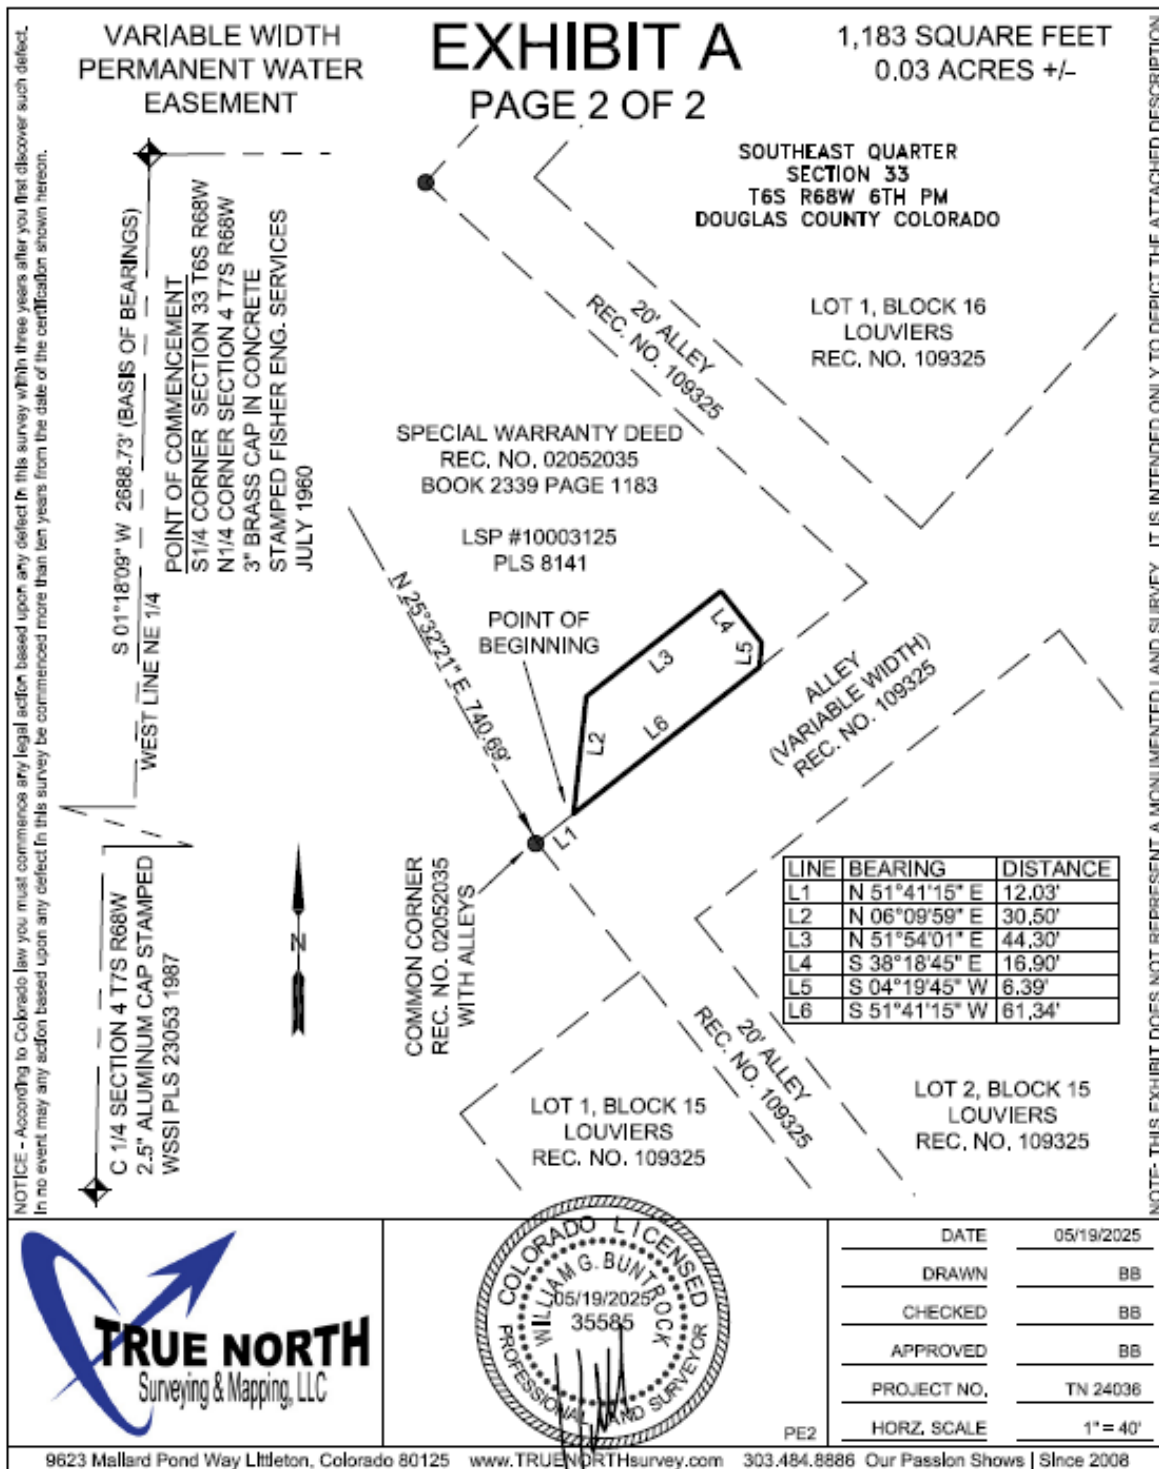 VARIABLE WIDTH
PERMANENT WATER
EASEMENT
EXHIBIT A
PAGE 2 OF 2
1,183 SQUARE FEET
0.03 ACRES +/-
SOUTHEAST QUARTER
SECTION 33
T6S R68W 6TH PM
DOUGLAS COUNTY COLORADO
NOTICE - According to Colorado law you must commence any legal action based upon any defect in this survey within three years after you first discover such defect.
In no event may any action based upon any defect in this survey be commenced more than ten years from the date of the certification shown hereon.
S 01°18'09" W 2688.73' (BASIS OF BEARINGS)
WEST LINE NE 1/4
POINT OF COMMENCEMENT
S1/4 CORNER SECTION 33 T6S R68W
N1/4 CORNER SECTION 4 T7S R68W
3" BRASS CAP IN CONCRETE
STAMPED FISHER ENG. SERVICES
JULY 1960
20' ALLEY
REC. NO. 109325
LOT 1, BLOCK 16
LOUVIERS
REC. NO. 109325
SPECIAL WARRANTY DEED
REC. NO. 02052035
BOOK 2339 PAGE 1183
LSP #10003125
PLS 8141
N 25°32'21" E 740.69'
POINT OF
BEGINNING
L1
L2
L3
L4
L5
L6
ALLEY
(VARIABLE WIDTH)
REC. NO. 109325
COMMON CORNER
REC. NO. 02052035
WITH ALLEYS
C 1/4 SECTION 4 T7S R68W
2.5" ALUMINUM CAP STAMPED
WSSI PLS 23053 1987
N
LINE BEARING DISTANCE
L1 N 51°41'15" E 12.03'
L2 N 06°09'59" E 30.50'
L3 N 51°54'01" E 44.30'
L4 S 38°18'45" E 16.90'
L5 S 04°19'45" W 6.39'
L6 S 51°41'15" W 61.34'
20' ALLEY
REC. NO. 109325
LOT 1, BLOCK 15
LOUVIERS
REC. NO. 109325
LOT 2, BLOCK 15
LOUVIERS
REC. NO. 109325
NOTE: THIS EXHIBIT DOES NOT REPRESENT A MONUMENTED LAND SURVEY. IT IS INTENDED ONLY TO DEPICT THE ATTACHED DESCRIPTION
TRUE NORTH
Surveying & Mapping, LLC
COLORADO LICENSED
WILLIAM G. BUNTROCK
05/19/2025
35585
PROFESSIONAL LAND SURVEYOR
PE2
DATE 05/19/2025
DRAWN BB
CHECKED BB
APPROVED BB
PROJECT NO. TN 24036
HORZ. SCALE 1" = 40'
9623 Mallard Pond Way Littleton, Colorado 80125 www.TRUENORTHsurvey.com 303.484.8886 Our Passion Shows | Since 2008